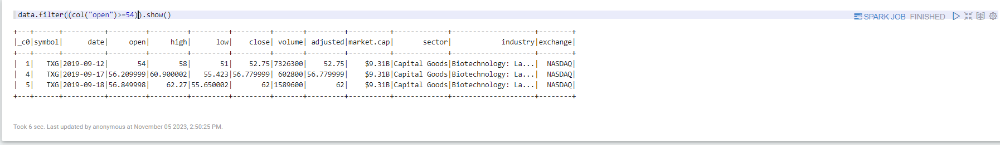 data.filter((col("open")>=54)).show()
SPARK JOB FINISHED
+---+------+----------+---------+---------+---------+---------+-------+---------+----------+-------------+--------------------+--------+
|_c0|symbol|      date|     open|     high|      low|    close| volume| adjusted|market.cap|       sector|            industry|exchange|
+---+------+----------+---------+---------+---------+---------+-------+---------+----------+-------------+--------------------+--------+
|  1|   TXG|2019-09-12|       54|       58|       51|    52.75|7326300|    52.75|    $9.31B|Capital Goods|Biotechnology: La...|  NASDAQ|
|  4|   TXG|2019-09-17|56.209999|60.900002|   55.423|56.779999| 602800|56.779999|    $9.31B|Capital Goods|Biotechnology: La...|  NASDAQ|
|  5|   TXG|2019-09-18|56.849998|    62.27|55.650002|       62|1589600|       62|    $9.31B|Capital Goods|Biotechnology: La...|  NASDAQ|
+---+------+----------+---------+---------+---------+---------+-------+---------+----------+-------------+--------------------+--------+
Took 6 sec. Last updated by anonymous at November 05 2023, 2:50:25 PM.